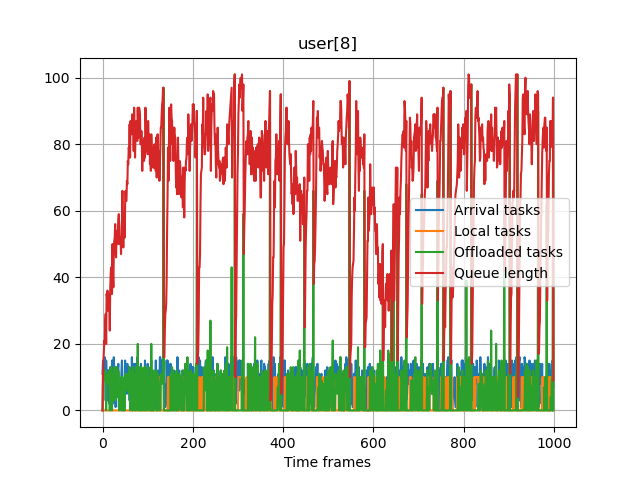 user[8]
100
80
60
40
20
0
Arrival tasks
Local tasks
Offloaded tasks
Queue length
0 200 400 600 800 1000
Time frames